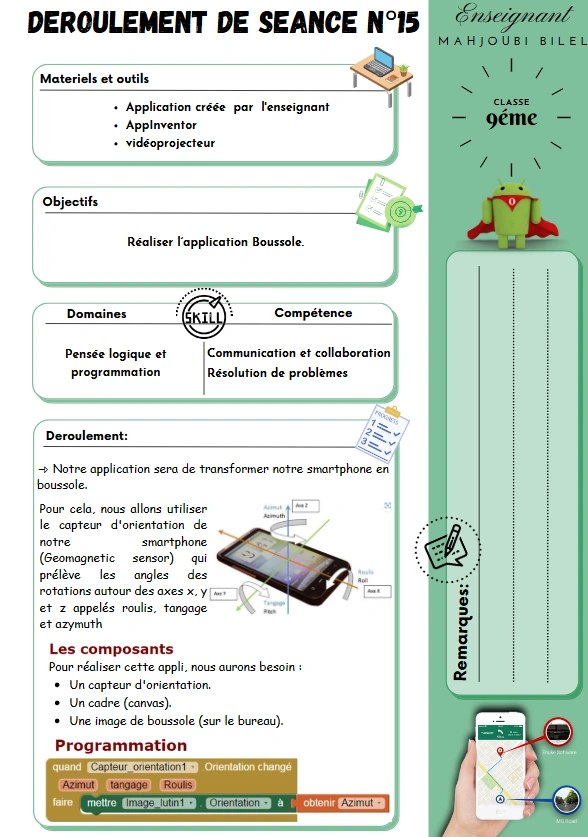 DEROULEMENT DE SEANCE N°15
Enseignant
MAHJOUBI BILEL
CLASSE
9éme
Materiels et outils
• Application créée par l'enseignant
• AppInventor
• vidéoprojecteur
Objectifs
Réaliser l'application Boussole.
Domaines
SKILL
Compétence
Pensée logique et
programmation
Communication et collaboration
Résolution de problèmes
PROGRESS
1
2
3
Deroulement:
→ Notre application sera de transformer notre smartphone en
boussole.
Pour cela, nous allons utiliser
le capteur d'orientation de
notre smartphone
(Geomagnetic sensor) qui
prélève les angles des
rotations autour des axes x, y
et z appelés roulis, tangage
et azymuth
Azimut
Azimuth
Axe Z
Roulis
Roll
Axe X
Axe Y
Tangage
Pitch
Les composants
Pour réaliser cette appli, nous aurons besoin :
• Un capteur d'orientation.
• Un cadre (canvas).
• Une image de boussole (sur le bureau).
Programmation
quand Capteur_orientation1 . Orientation changé
Azimut tangage Roulis
faire mettre Image_lutin1 . Orientation à obtenir Azimut
Remarques: